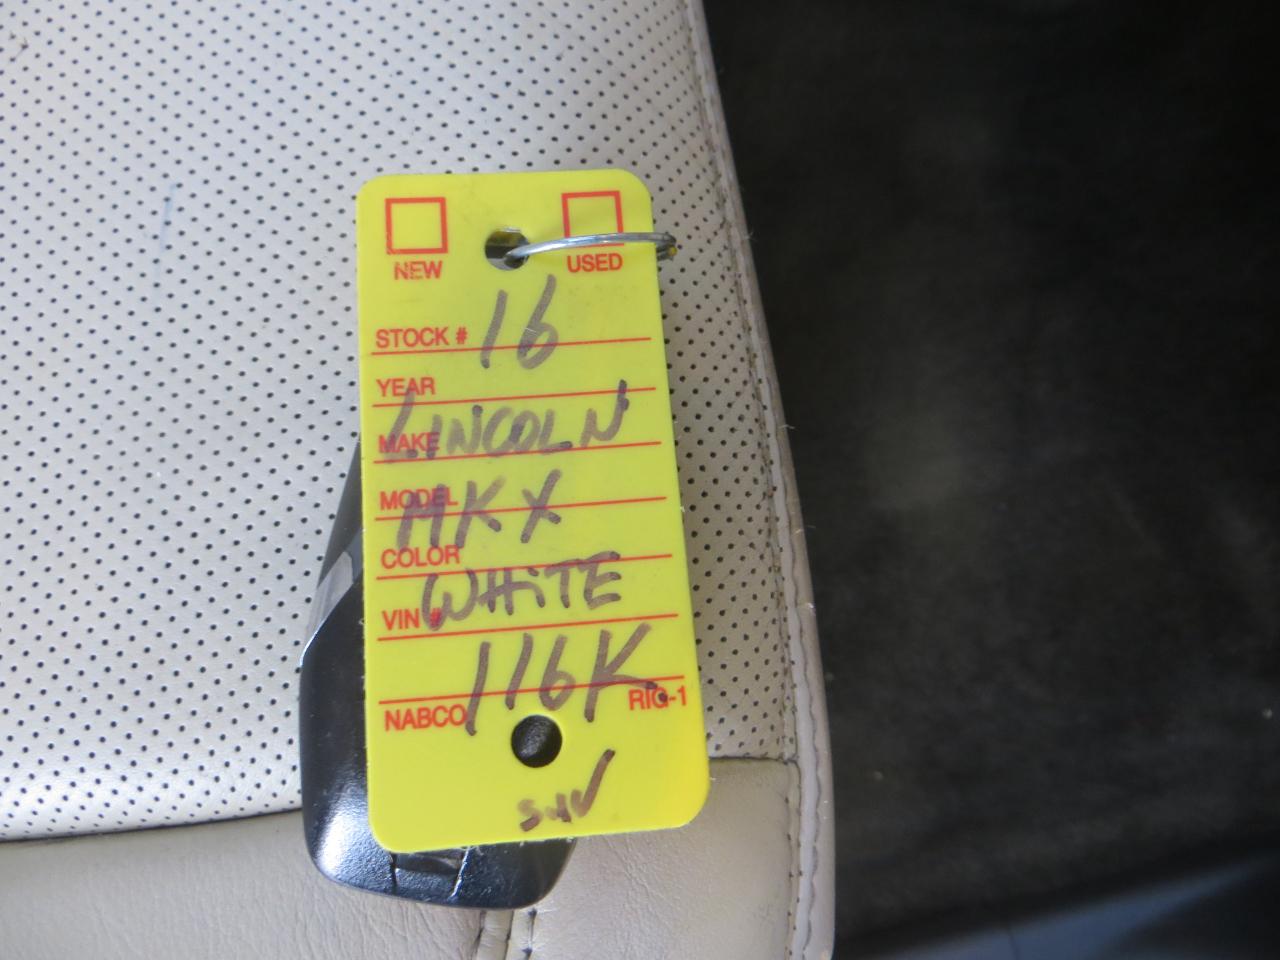 NEW USED
STOCK # 16
YEAR
MAKE LINCOLN
MODEL MKX
COLOR
VIN # WHiTE
116K
NABCO RIG-1
SUV